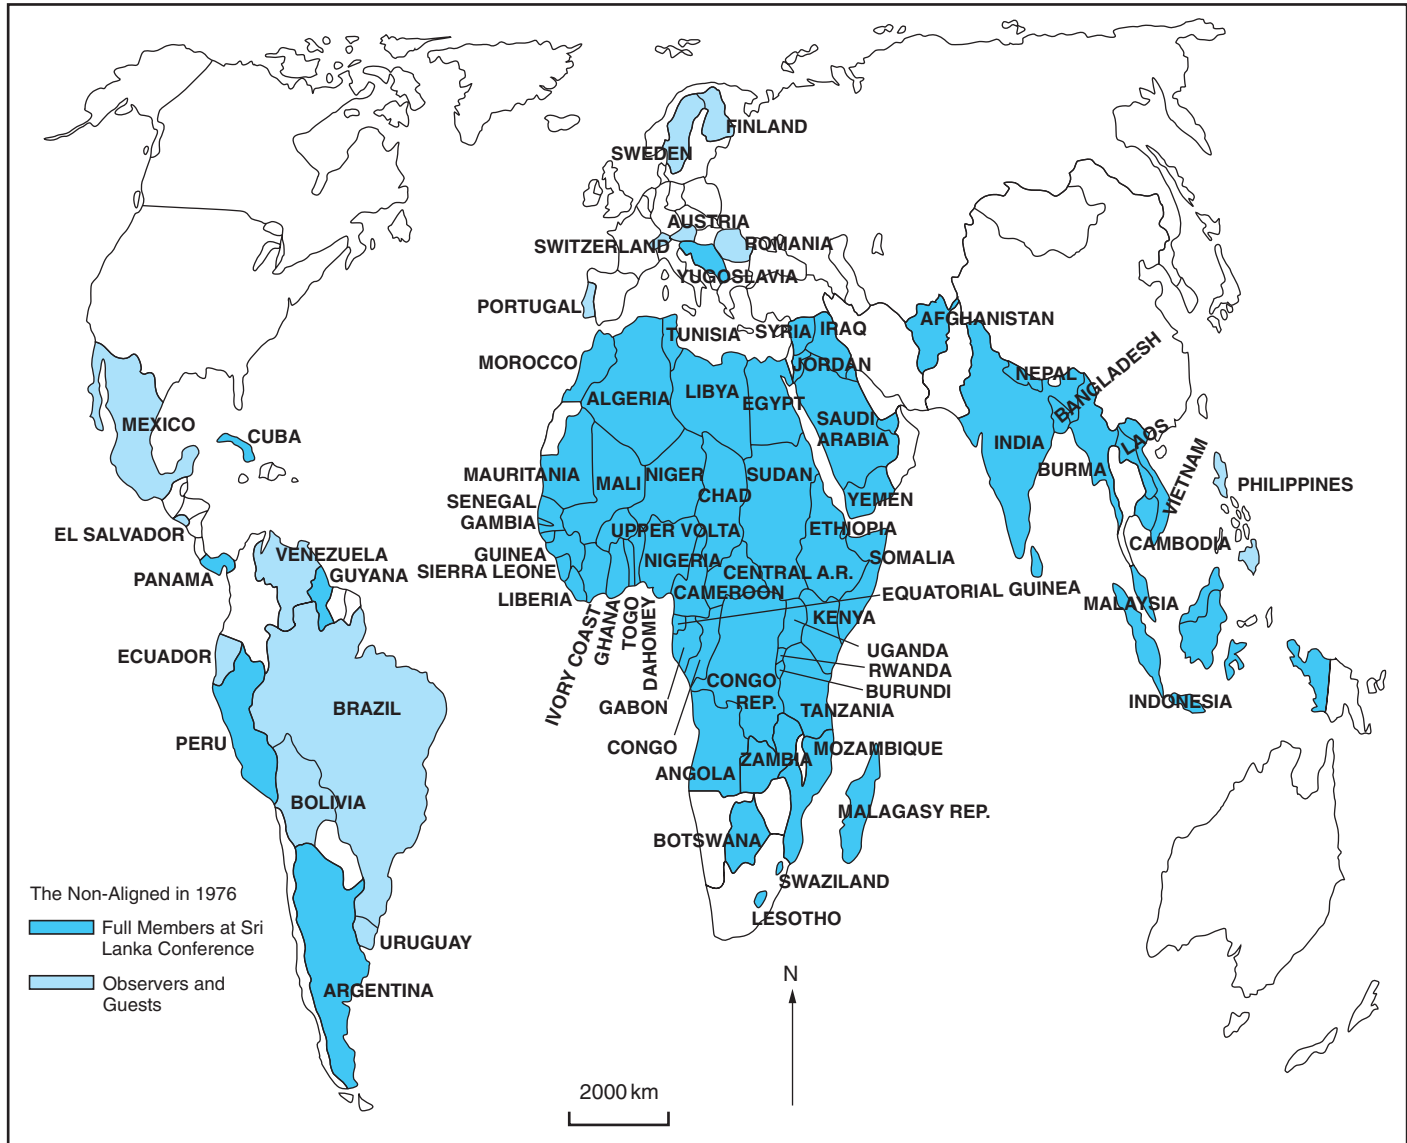 FINLAND
SWEDEN
AUSTRIA
SWITZERLAND
ROMANIA
YUGOSLAVIA
PORTUGAL
TUNISIA
SYRIA
IRAQ
AFGHANISTAN
MOROCCO
JORDAN
NEPAL
BANGLADESH
ALGERIA
LIBYA
EGYPT
MEXICO
CUBA
SAUDI
ARABIA
INDIA
LAOS
BURMA
VIETNAM
MAURITANIA
MALI
NIGER
CHAD
SUDAN
YEMEN
PHILIPPINES
SENEGAL
GAMBIA
UPPER VOLTA
ETHIOPIA
EL SALVADOR
CAMBODIA
VENEZUELA
GUINEA
NIGERIA
SOMALIA
PANAMA
GUYANA
SIERRA LEONE
CENTRAL A.R.
CAMEROON
EQUATORIAL GUINEA
LIBERIA
MALAYSIA
IVORY COAST
GHANA
TOGO
DAHOMEY
KENYA
ECUADOR
UGANDA
RWANDA
BURUNDI
CONGO
REP.
GABON
BRAZIL
TANZANIA
INDONESIA
PERU
CONGO
MOZAMBIQUE
ZAMBIA
ANGOLA
BOLIVIA
MALAGASY REP.
BOTSWANA
SWAZILAND
LESOTHO
The Non-Aligned in 1976
Full Members at Sri
Lanka Conference
Observers and
Guests
URUGUAY
ARGENTINA
N
2000 km